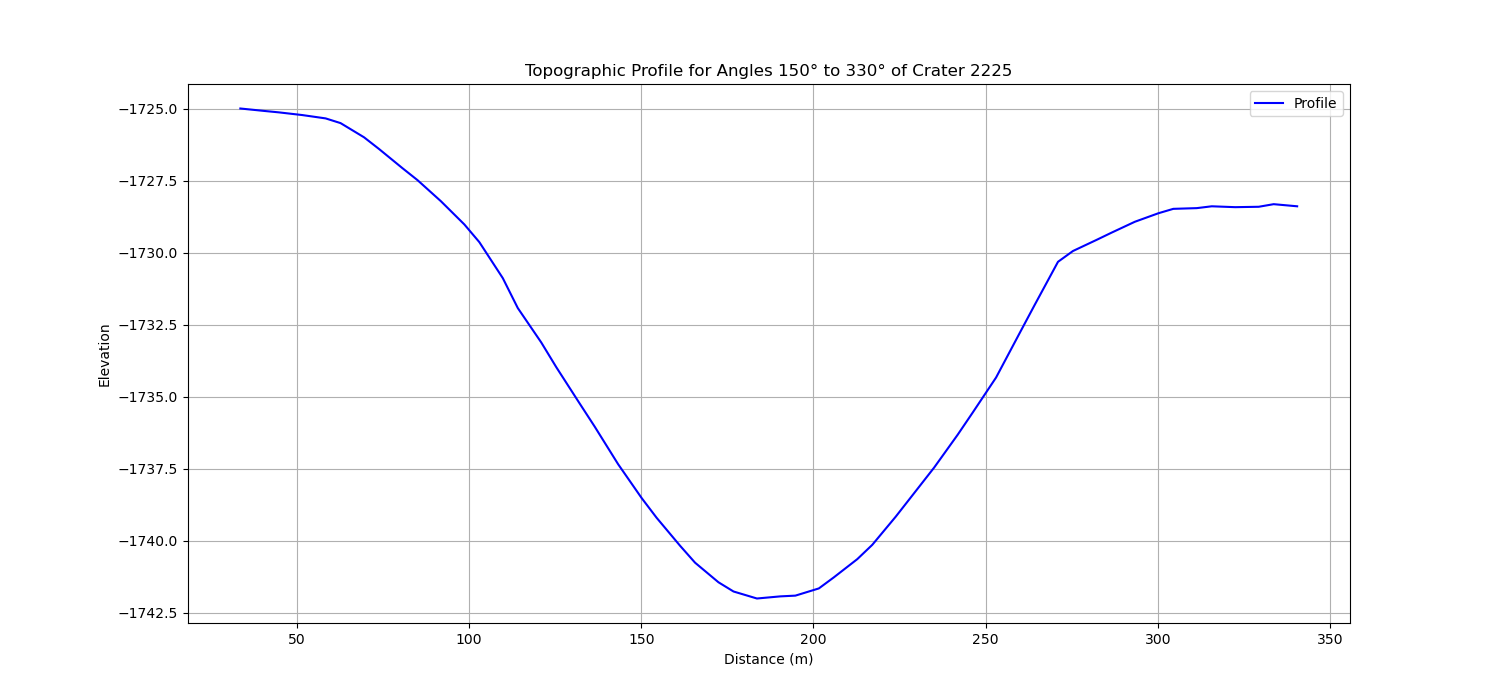 Topographic Profile for Angles 150° to 330° of Crater 2225
Profile
−1725.0
−1727.5
−1730.0
−1732.5
−1735.0
−1737.5
−1740.0
−1742.5
Elevation
50 100 150 200 250 300 350
Distance (m)